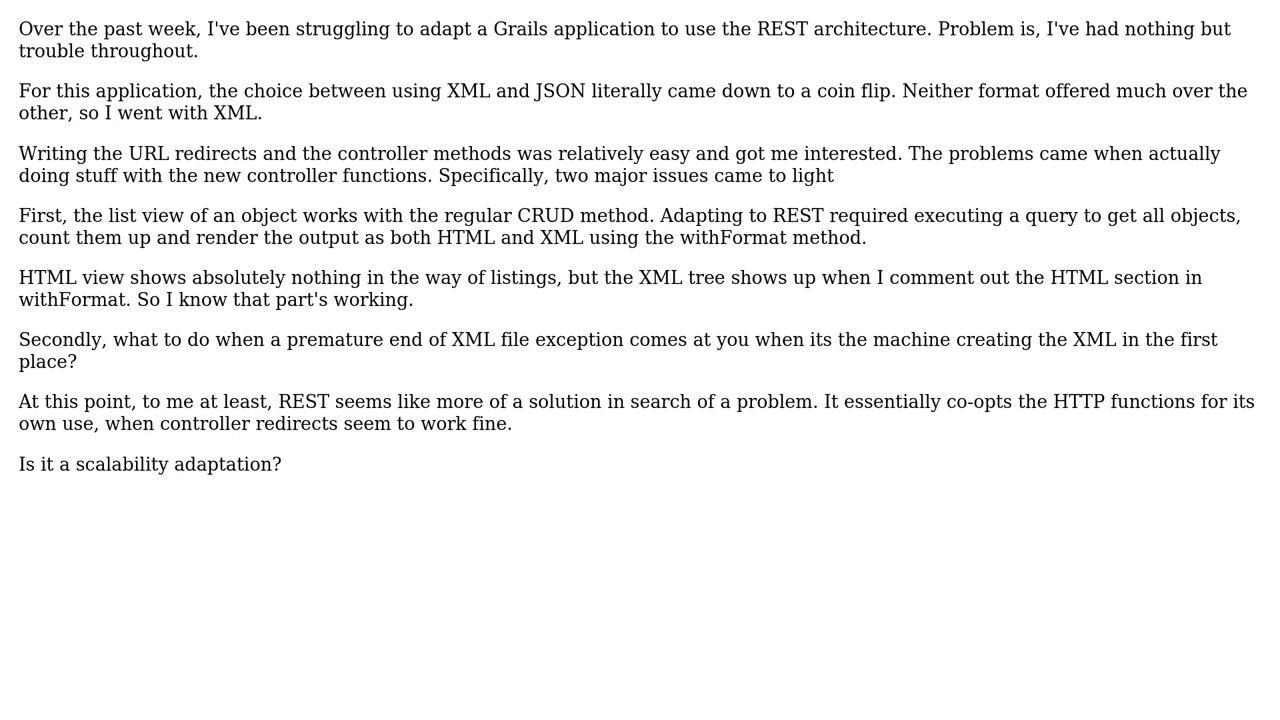 Over the past week, I've been struggling to adapt a Grails application to use the REST architecture. Problem is, I've had nothing but
trouble throughout.
For this application, the choice between using XML and JSON literally came down to a coin flip. Neither format offered much over the
other, so I went with XML.
Writing the URL redirects and the controller methods was relatively easy and got me interested. The problems came when actually
doing stuff with the new controller functions. Specifically, two major issues came to light
First, the list view of an object works with the regular CRUD method. Adapting to REST required executing a query to get all objects,
count them up and render the output as both HTML and XML using the withFormat method.
HTML view shows absolutely nothing in the way of listings, but the XML tree shows up when I comment out the HTML section in
withFormat. So I know that part's working.
Secondly, what to do when a premature end of XML file exception comes at you when its the machine creating the XML in the first
place?
At this point, to me at least, REST seems like more of a solution in search of a problem. It essentially co-opts the HTTP functions for its
own use, when controller redirects seem to work fine.
Is it a scalability adaptation?